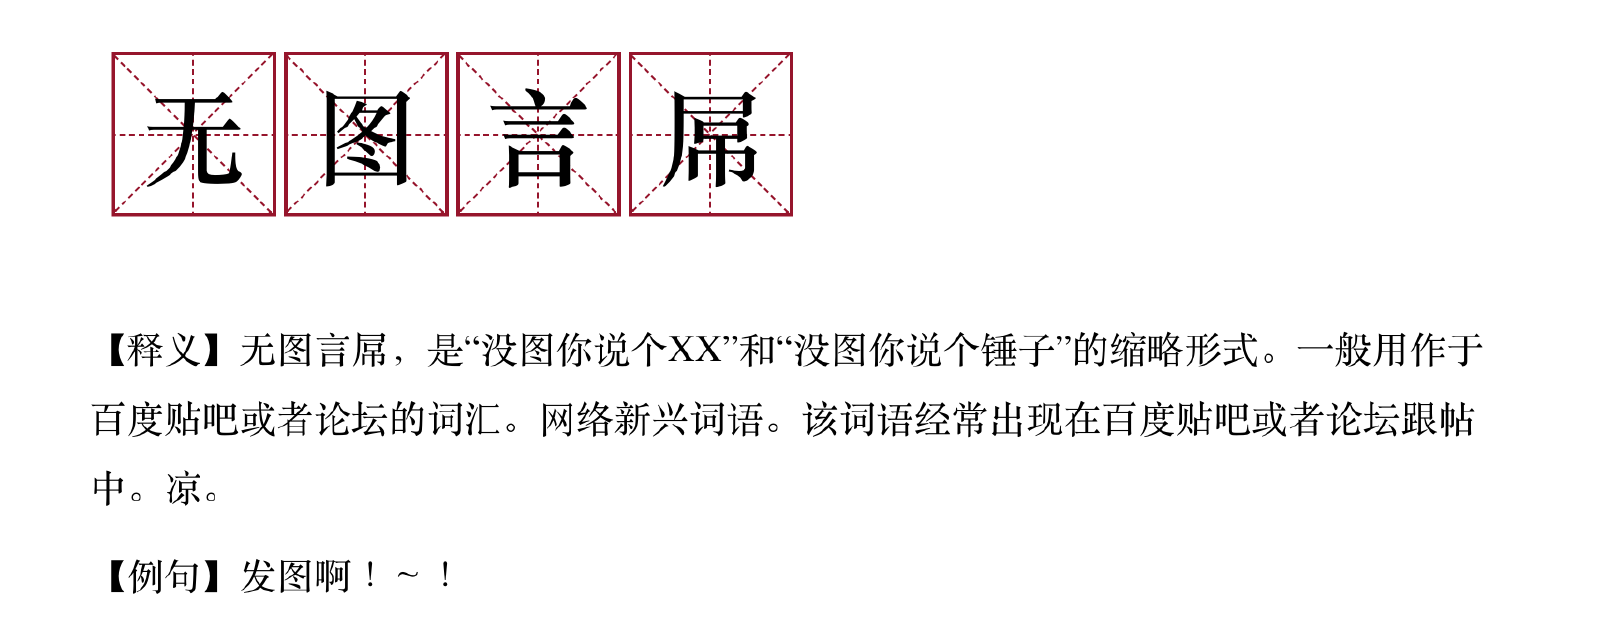 无图言屌
【释义】无图言屌，是“没图你说个XX”和“没图你说个锤子”的缩略形式。一般用作于
百度贴吧或者论坛的词汇。网络新兴词语。该词语经常出现在百度贴吧或者论坛跟帖
中。凉。
【例句】发图啊！~ ！